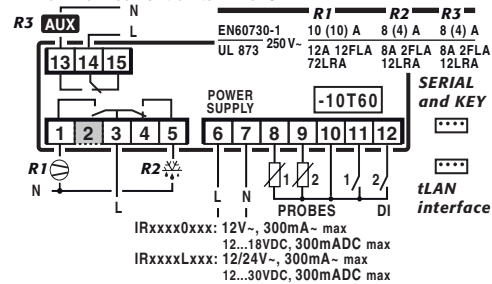 N
R3 AUX L
13 14 15
R1 R2 R3
EN60730-1 250 V~ 10 (10) A 8 (4) A 8 (4) A
UL 873 12A 12FLA 8A 2FLA 8A 2FLA
72LRA 12LRA 12LRA
SERIAL
and KEY
POWER
SUPPLY
-10T60
1 2 3 4 5 6 7 8 9 10 11 12
R1 R2
N
L
L N
1 2 1 2
PROBES DI
tLAN
interface
IRxxxx0xxx: 12V~, 300mA~ max
12...18VDC, 300mADC max
IRxxxxLxxx: 12/24V~, 300mA~ max
12...30VDC, 300mADC max